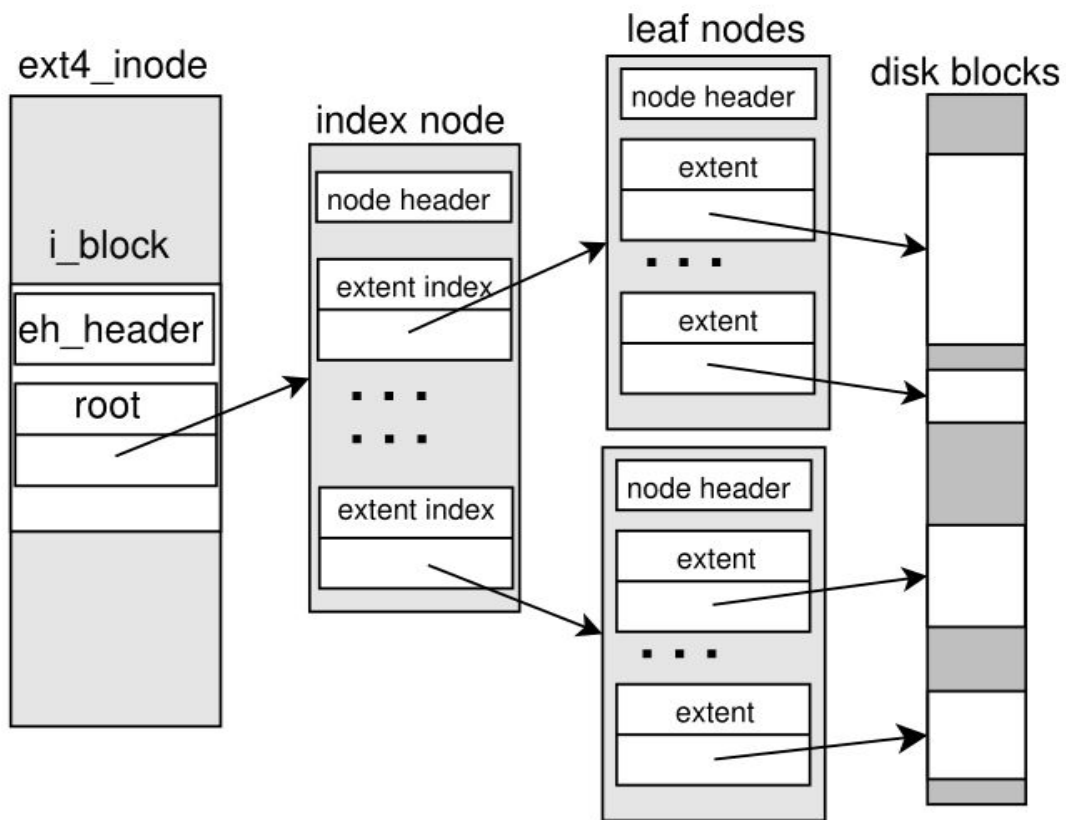 ext4_inode
i_block
eh_header
root
index node
node header
extent index
. . .
. . .
extent index
leaf nodes
node header
extent
. . .
extent
node header
extent
. . .
extent
disk blocks